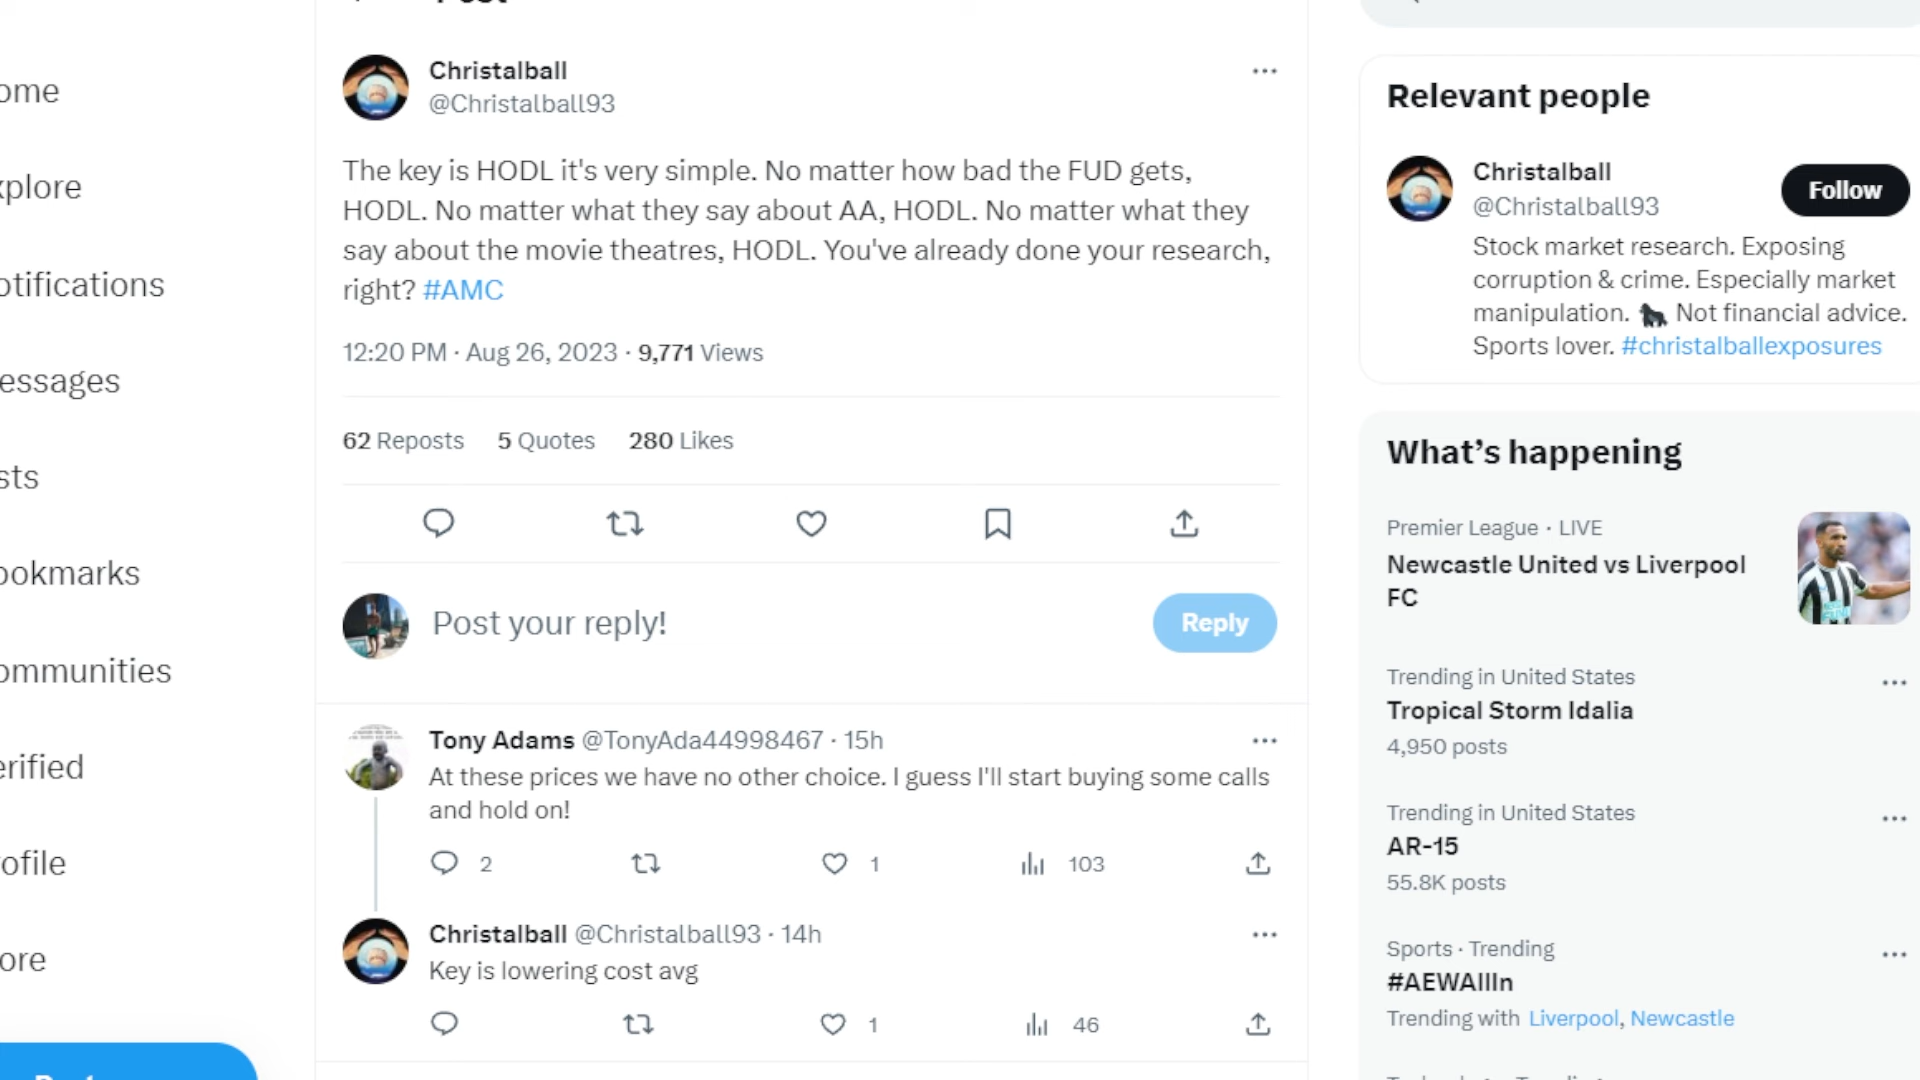 ome
xplore
otifications
essages
sts
ookmarks
ommunities
erified
ofile
ore
Post
Christalball
@Christalball93
The key is HODL it's very simple. No matter how bad the FUD gets,
HODL. No matter what they say about AA, HODL. No matter what they
say about the movie theatres, HODL. You've already done your research,
right? #AMC
12:20 PM · Aug 26, 2023 · 9,771 Views
62 Reposts 5 Quotes 280 Likes
Post your reply!
Reply
Tony Adams @TonyAda44998467 · 15h
At these prices we have no other choice. I guess I'll start buying some calls
and hold on!
2 1 103
Christalball @Christalball93 · 14h
Key is lowering cost avg
1 46
Relevant people
Christalball
@Christalball93
Follow
Stock market research. Exposing
corruption & crime. Especially market
manipulation. 🦍 Not financial advice.
Sports lover. #christalballexposures
What’s happening
Premier League · LIVE
Newcastle United vs Liverpool
FC
Trending in United States
Tropical Storm Idalia
4,950 posts
Trending in United States
AR-15
55.8K posts
Sports · Trending
#AEWAllIn
Trending with Liverpool, Newcastle